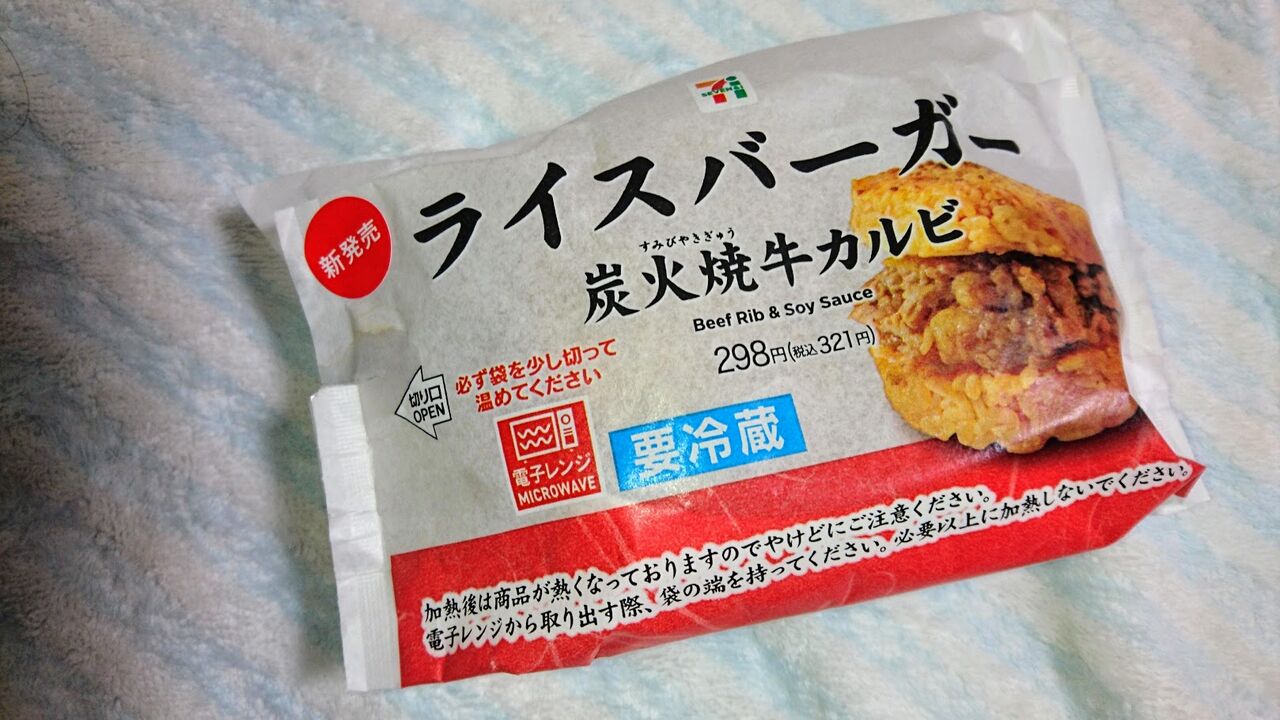 SEVEN&i
新発売
ライスバーガー
すみびやきぎゅう
炭火焼牛カルビ
Beef Rib & Soy Sauce
298円(税込321円)
切り口
OPEN
必ず袋を少し切って
温めてください
電子レンジ
MICROWAVE
要冷蔵
加熱後は商品が熱くなっておりますのでやけどにご注意ください。
電子レンジから取り出す際、袋の端を持ってください。必要以上に加熱しないでください。